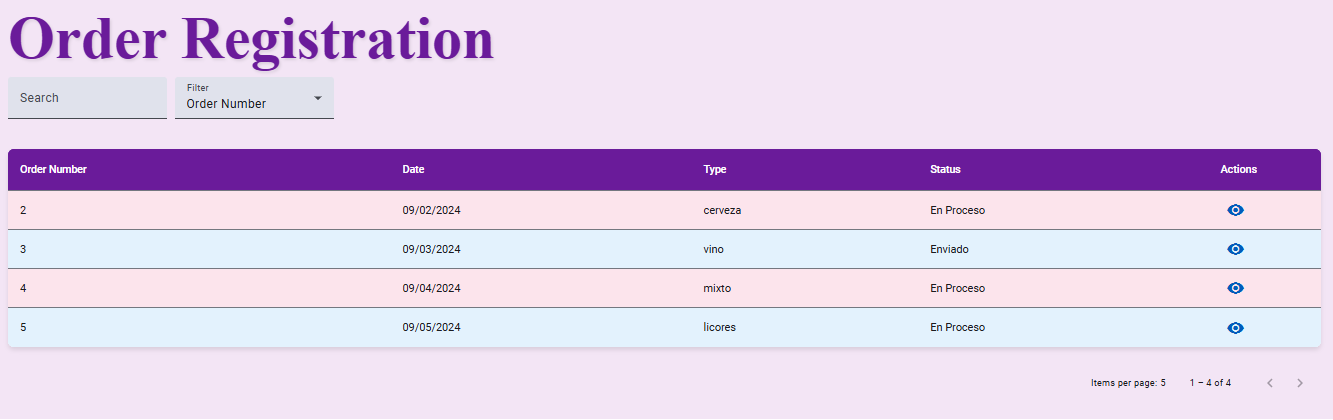 Order Registration
Search
Filter
Order Number
Order Number Date Type Status Actions
2 09/02/2024 cerveza En Proceso
3 09/03/2024 vino Enviado
4 09/04/2024 mixto En Proceso
5 09/05/2024 licores En Proceso
Items per page: 5 1 – 4 of 4